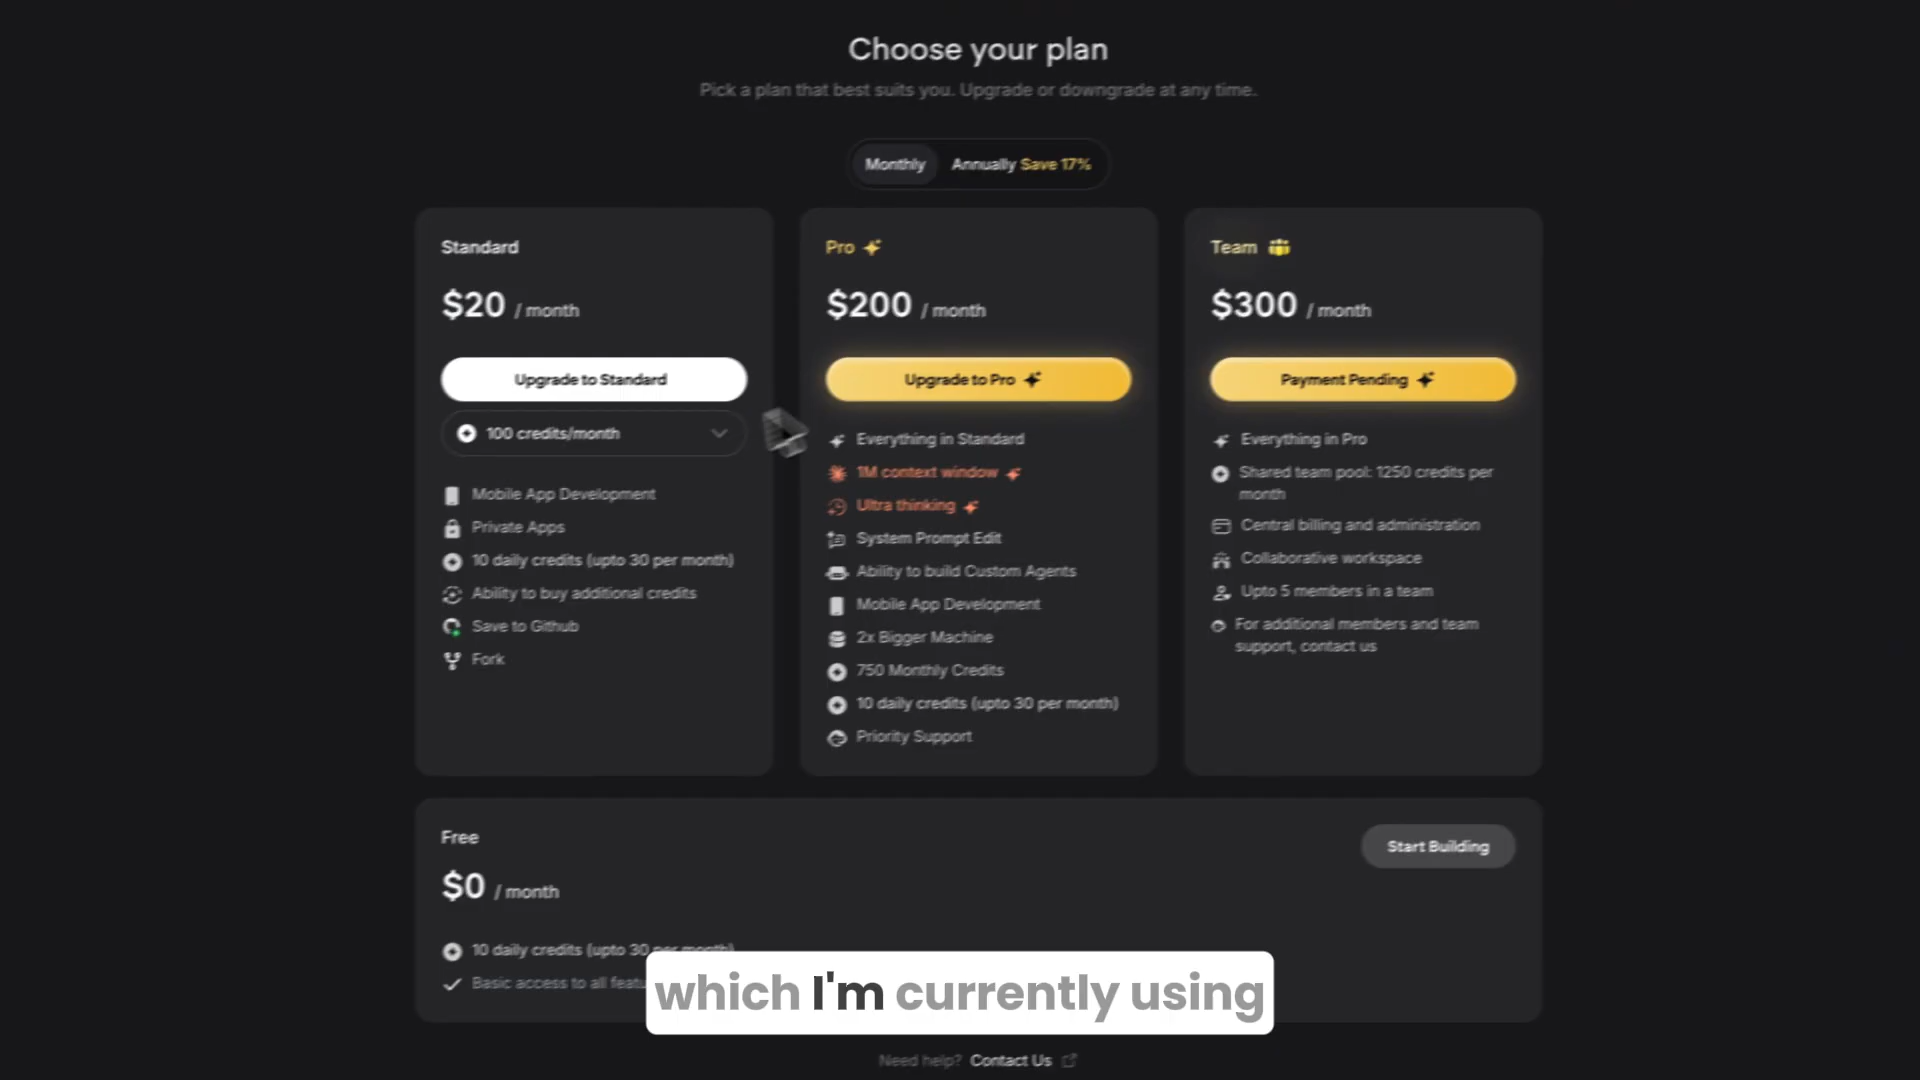 Choose your plan
Pick a plan that best suits you. Upgrade or downgrade at any time.
Monthly Annually Save 17%
Standard
$20 / month
Upgrade to Standard
100 credits/month
Mobile App Development
Private Apps
10 daily credits (upto 30 per month)
Ability to buy additional credits
Save to Github
Fork
Pro
$200 / month
Upgrade to Pro
Everything in Standard
1M context window
Ultra thinking
System Prompt Edit
Ability to build Custom Agents
Mobile App Development
2x Bigger Machine
750 Monthly Credits
10 daily credits (upto 30 per month)
Priority Support
Team
$300 / month
Payment Pending
Everything in Pro
Shared team pool: 1250 credits per
month
Central billing and administration
Collaborative workspace
Upto 5 members in a team
For additional members and team
support, contact us
Free
$0 / month
Start Building
10 daily credits (upto 30 per month)
Basic access to all
which I'm currently using
Need help? Contact Us